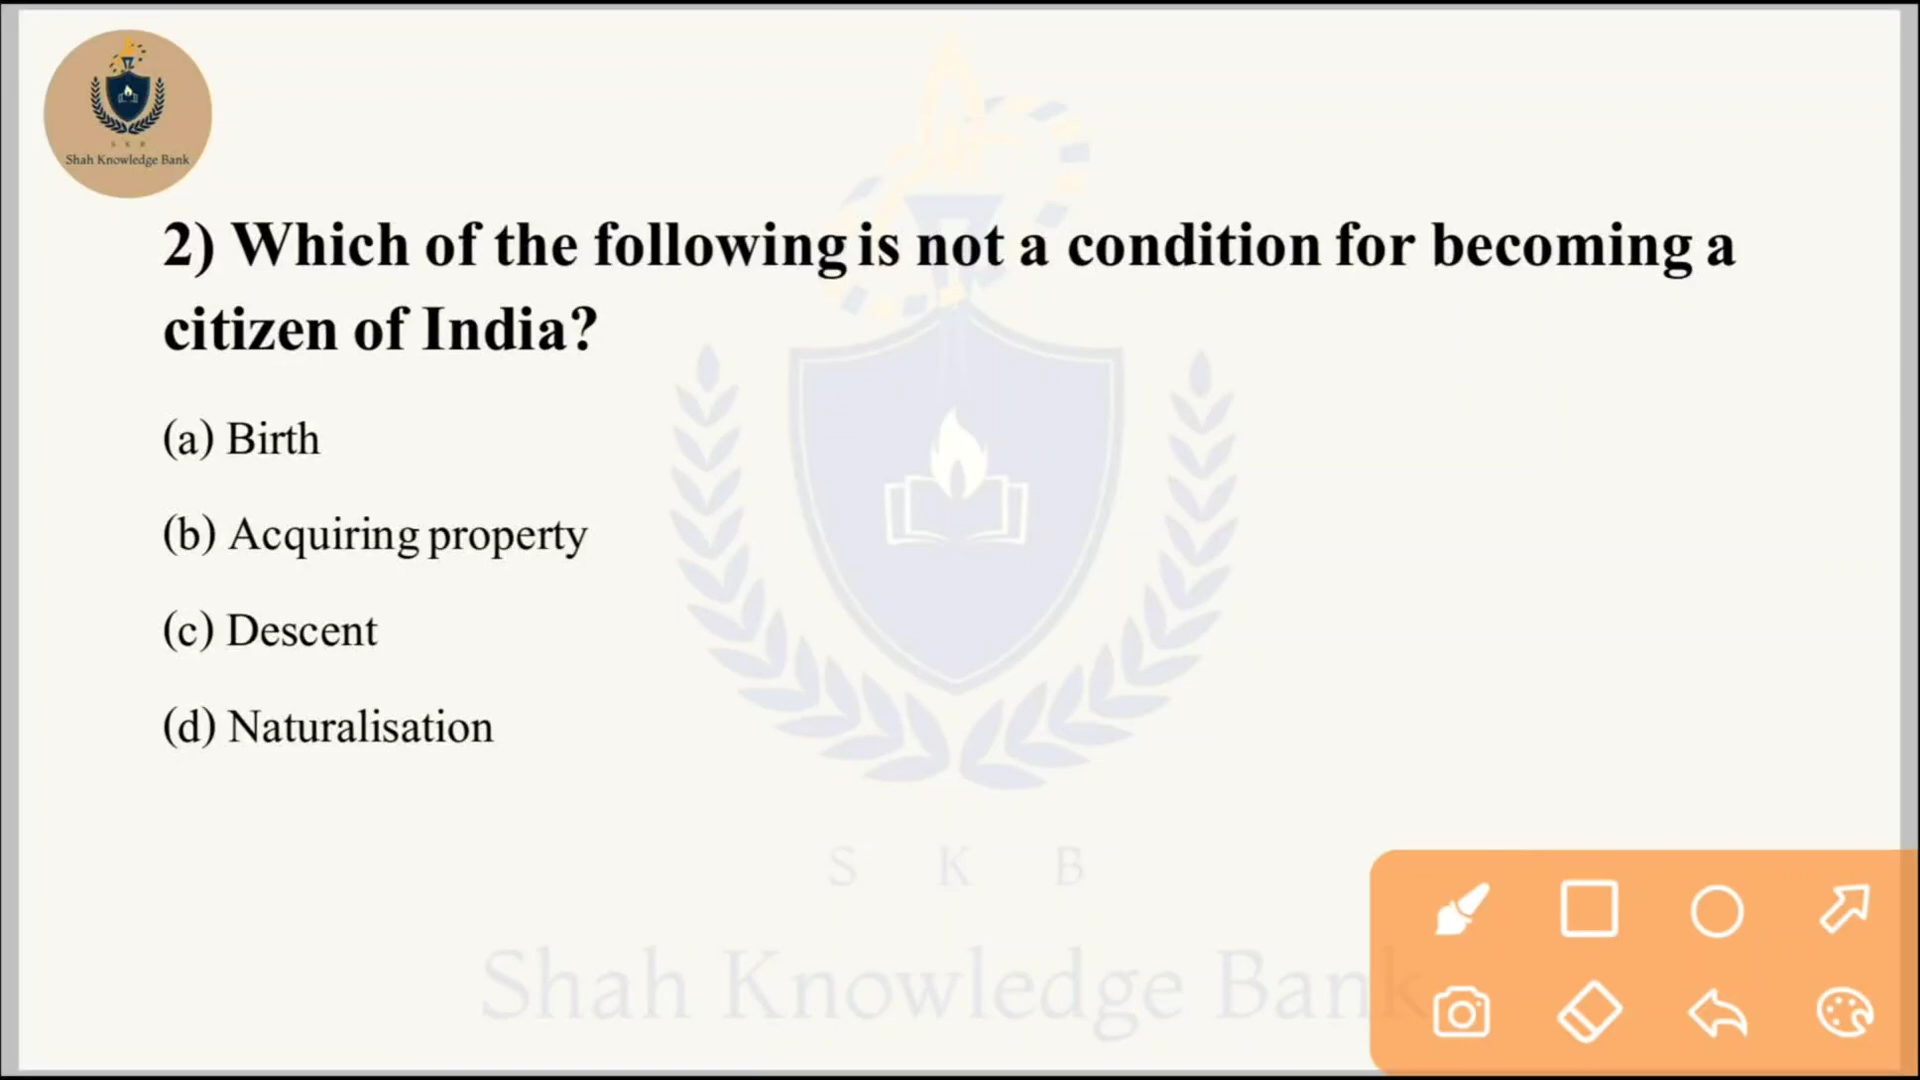 S K B
Shah Knowledge Bank
2) Which of the following is not a condition for becoming a
citizen of India?
(a) Birth
(b) Acquiring property
(c) Descent
(d) Naturalisation
S K B
Shah Knowledge Bank